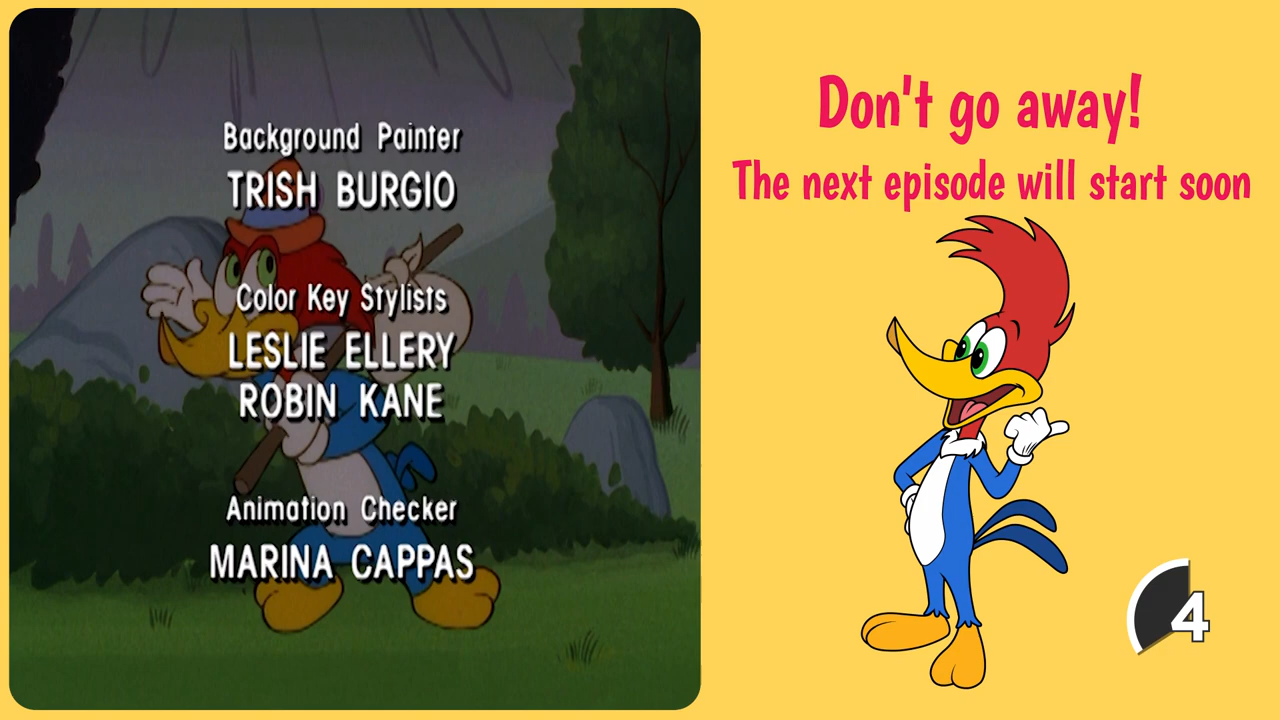 Background Painter
TRISH BURGIO
Color Key Stylists
LESLIE ELLERY
ROBIN KANE
Animation Checker
MARINA CAPPAS
Don't go away!
The next episode will start soon
4